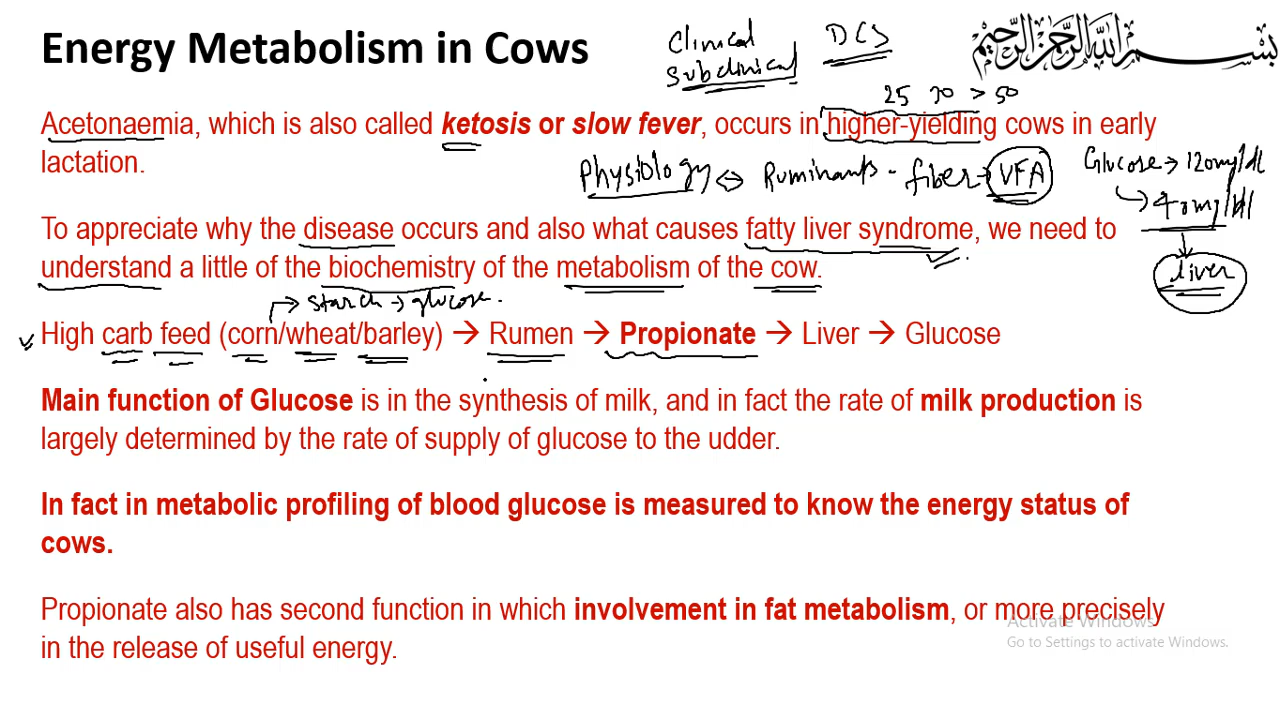 Energy Metabolism in Cows
Clinical
Subclinical
DCS
بسم الله الرحمن الرحيم
25 30 > 50
Acetonaemia, which is also called ketosis or slow fever, occurs in higher-yielding cows in early
lactation.
Physiology ⇔ Ruminants - fiber → VFA
Glucose → 120mg/dl
40mg/dl
liver
To appreciate why the disease occurs and also what causes fatty liver syndrome, we need to
understand a little of the biochemistry of the metabolism of the cow.
→ starch → glucose.
High carb feed (corn/wheat/barley) → Rumen → Propionate → Liver → Glucose
Main function of Glucose is in the synthesis of milk, and in fact the rate of milk production is
largely determined by the rate of supply of glucose to the udder.
In fact in metabolic profiling of blood glucose is measured to know the energy status of
cows.
Propionate also has second function in which involvement in fat metabolism, or more precisely
in the release of useful energy.
Activate Windows
Go to Settings to activate Windows.